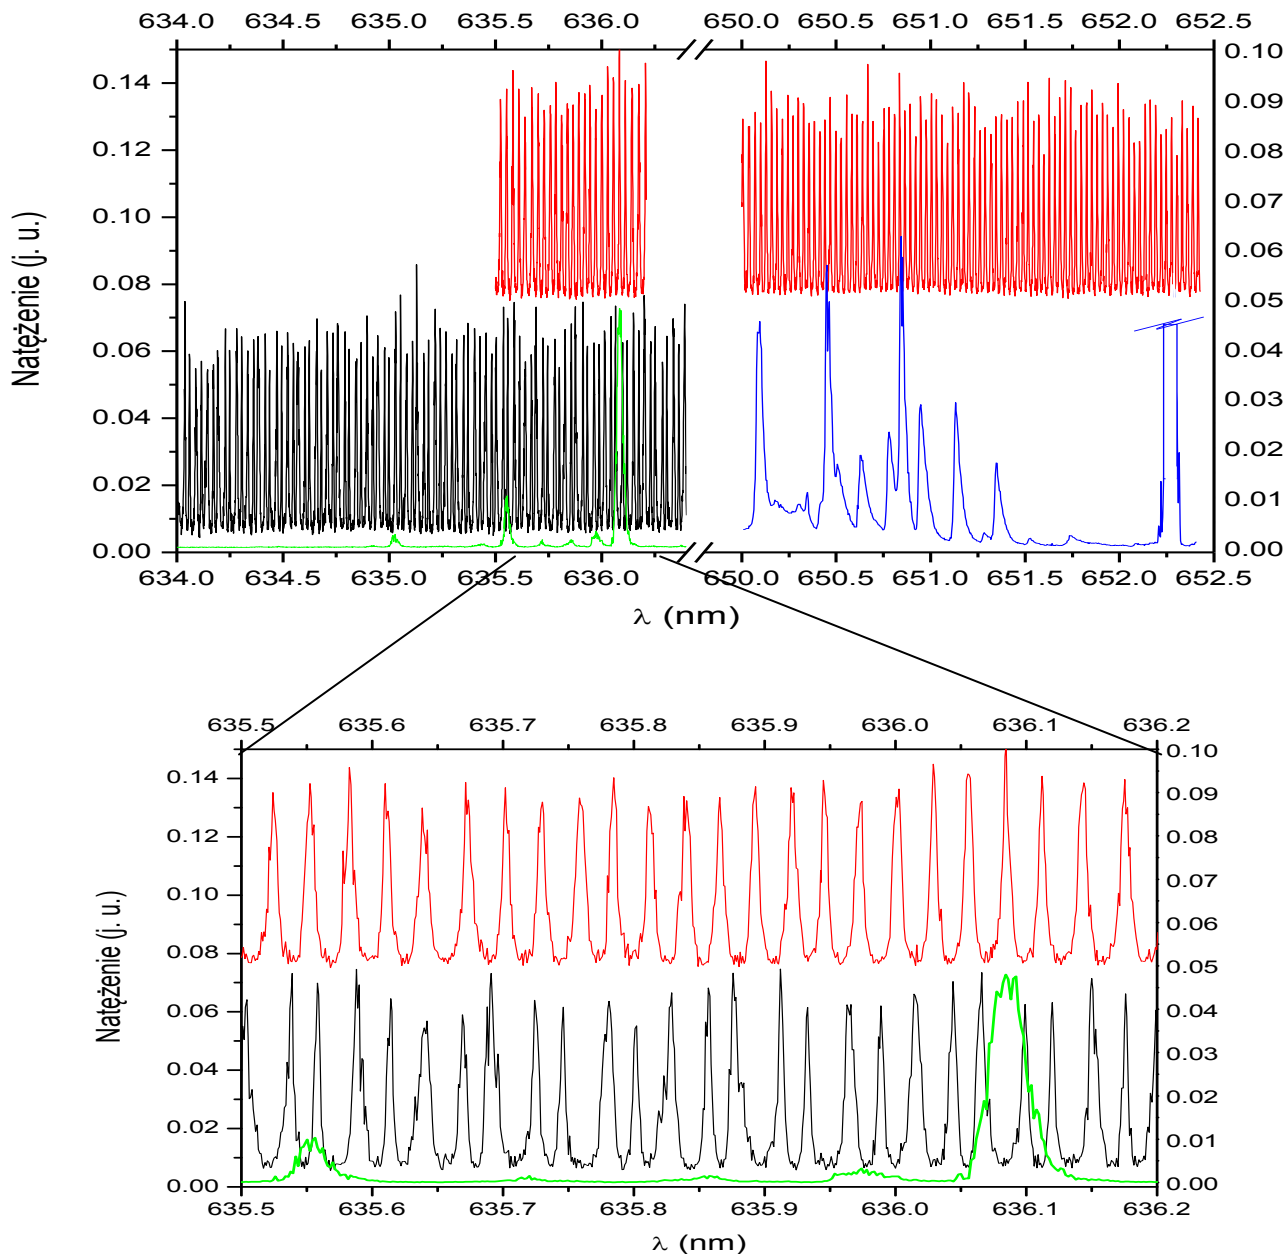 634.0 634.5 635.0 635.5 636.0 650.0 650.5 651.0 651.5 652.0 652.5
0.14 0.12 0.10 0.08 0.06 0.04 0.02 0.00
Natężenie (j. u.)
0.10 0.09 0.08 0.07 0.06 0.05 0.04 0.03 0.02 0.01 0.00
634.0 634.5 635.0 635.5 636.0 650.0 650.5 651.0 651.5 652.0 652.5
λ (nm)
635.5 635.6 635.7 635.8 635.9 636.0 636.1 636.2
0.14 0.12 0.10 0.08 0.06 0.04 0.02 0.00
Natężenie (j. u.)
0.10 0.09 0.08 0.07 0.06 0.05 0.04 0.03 0.02 0.01 0.00
635.5 635.6 635.7 635.8 635.9 636.0 636.1 636.2
λ (nm)